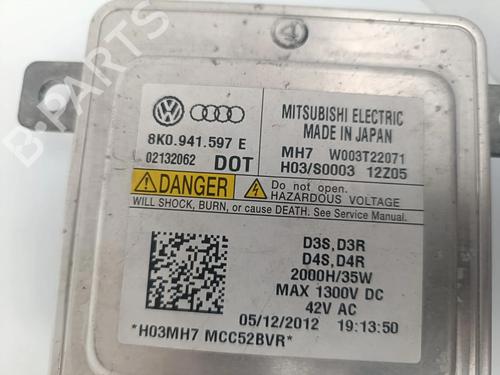 4
B-PARTS
8K0.941.597 E
02132062 DOT
MITSUBISHI ELECTRIC
MADE IN JAPAN
MH7 W003T22071
H03/S0003 12Z05
DANGER
Do not open.
HAZARDOUS VOLTAGE
WILL SHOCK, BURN, or cause DEATH. See Service Manual.
D3S, D3R
D4S, D4R
2000H/35W
MAX 1300V DC
42V AC
05/12/2012 19:13:50
*H03MH7 MCC52BVR*